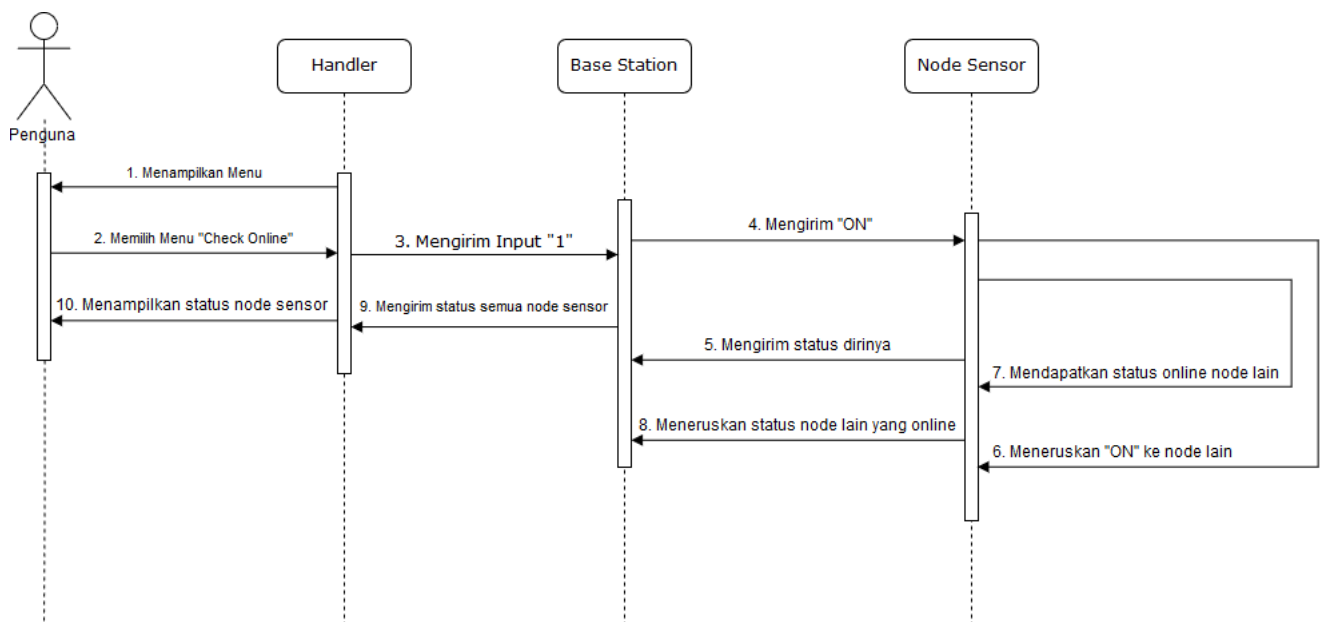 Penguna
Handler
Base Station
Node Sensor
1. Menampilkan Menu
2. Memilih Menu "Check Online"
3. Mengirim Input "1"
4. Mengirim "ON"
10. Menampilkan status node sensor
9. Mengirim status semua node sensor
5. Mengirim status dirinya
7. Mendapatkan status online node lain
8. Meneruskan status node lain yang online
6. Meneruskan "ON" ke node lain